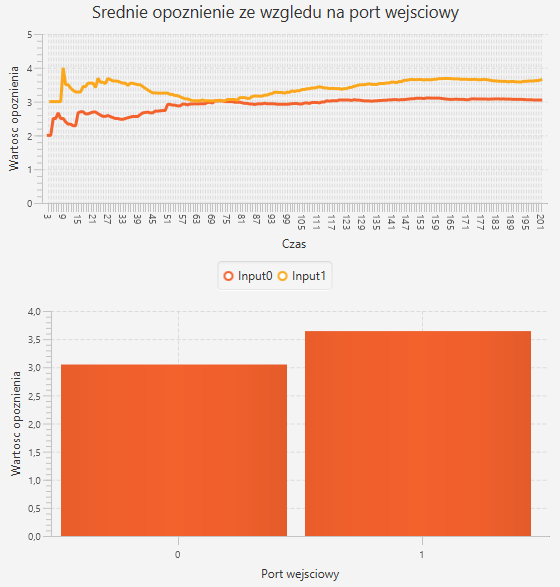 Srednie opoznienie ze wzgledu na port wejsciowy
5
4
3
2
1
0
Wartosc opoznienia
3 9 15 21 27 33 39 45 51 57 63 69 75 81 87 93 99 105 111 117 123 129 135 141 147 153 159 165 171 177 183 189 195 201
Czas
Input0 Input1
4,0
3,5
3,0
2,5
2,0
1,5
1,0
0,5
0,0
Wartosc opoznienia
0 1
Port wejsciowy